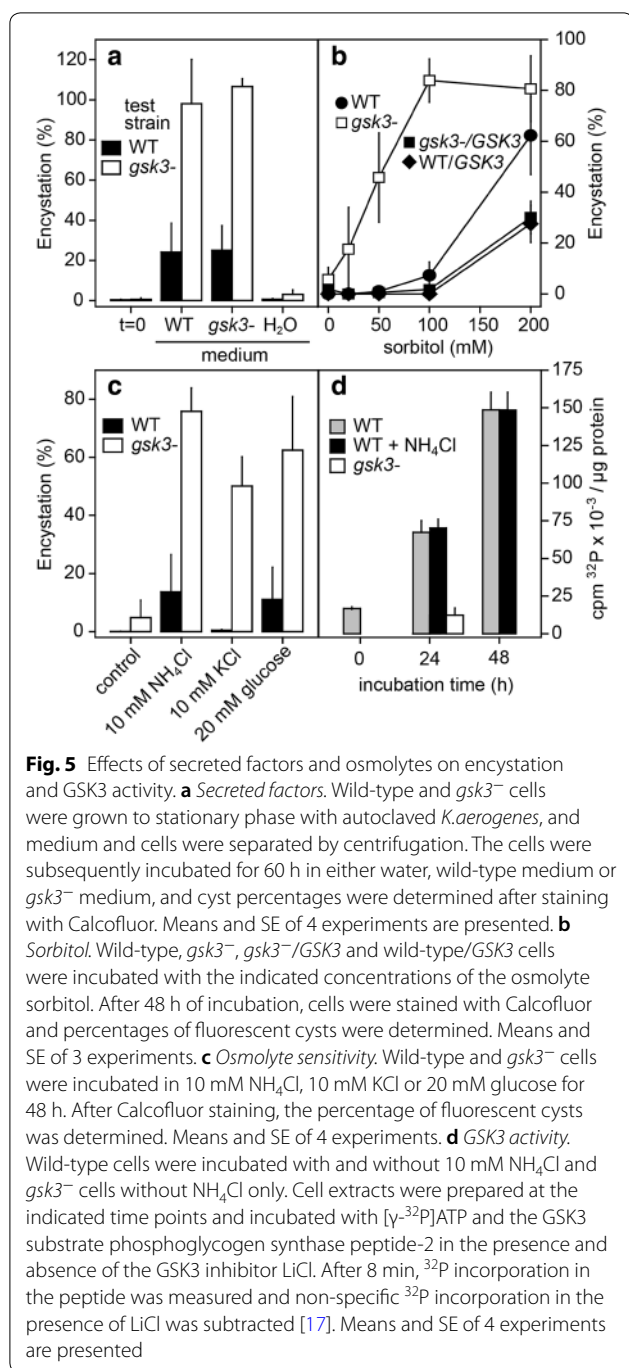 a
test
strain
WT
gsk3-
Encystation (%)
120
100
80
60
40
20
0
t=0 WT gsk3- H2O
medium
b
WT
gsk3-
gsk3-/GSK3
WT/GSK3
100
80
60
40
20
0
Encystation (%)
0 50 100 150 200
sorbitol (mM)
c
WT
gsk3-
Encystation (%)
80
60
40
20
0
control
10 mM NH4Cl
10 mM KCl
20 mM glucose
d
WT
WT + NH4Cl
gsk3-
175
150
125
100
75
50
25
0
cpm 32P x 10-3 / µg protein
0 24 48
incubation time (h)
Fig. 5 Effects of secreted factors and osmolytes on encystation
and GSK3 activity. a Secreted factors. Wild-type and gsk3− cells
were grown to stationary phase with autoclaved K.aerogenes, and
medium and cells were separated by centrifugation. The cells were
subsequently incubated for 60 h in either water, wild-type medium or
gsk3− medium, and cyst percentages were determined after staining
with Calcofluor. Means and SE of 4 experiments are presented. b
Sorbitol. Wild-type, gsk3−, gsk3−/GSK3 and wild-type/GSK3 cells
were incubated with the indicated concentrations of the osmolyte
sorbitol. After 48 h of incubation, cells were stained with Calcofluor
and percentages of fluorescent cysts were determined. Means and
SE of 3 experiments. c Osmolyte sensitivity. Wild-type and gsk3− cells
were incubated in 10 mM NH4Cl, 10 mM KCl or 20 mM glucose for
48 h. After Calcofluor staining, the percentage of fluorescent cysts
was determined. Means and SE of 4 experiments. d GSK3 activity.
Wild-type cells were incubated with and without 10 mM NH4Cl and
gsk3− cells without NH4Cl only. Cell extracts were prepared at the
indicated time points and incubated with [γ-32P]ATP and the GSK3
substrate phosphoglycogen synthase peptide-2 in the presence and
absence of the GSK3 inhibitor LiCl. After 8 min, 32P incorporation in
the peptide was measured and non-specific 32P incorporation in the
presence of LiCl was subtracted [17]. Means and SE of 4 experiments
are presented